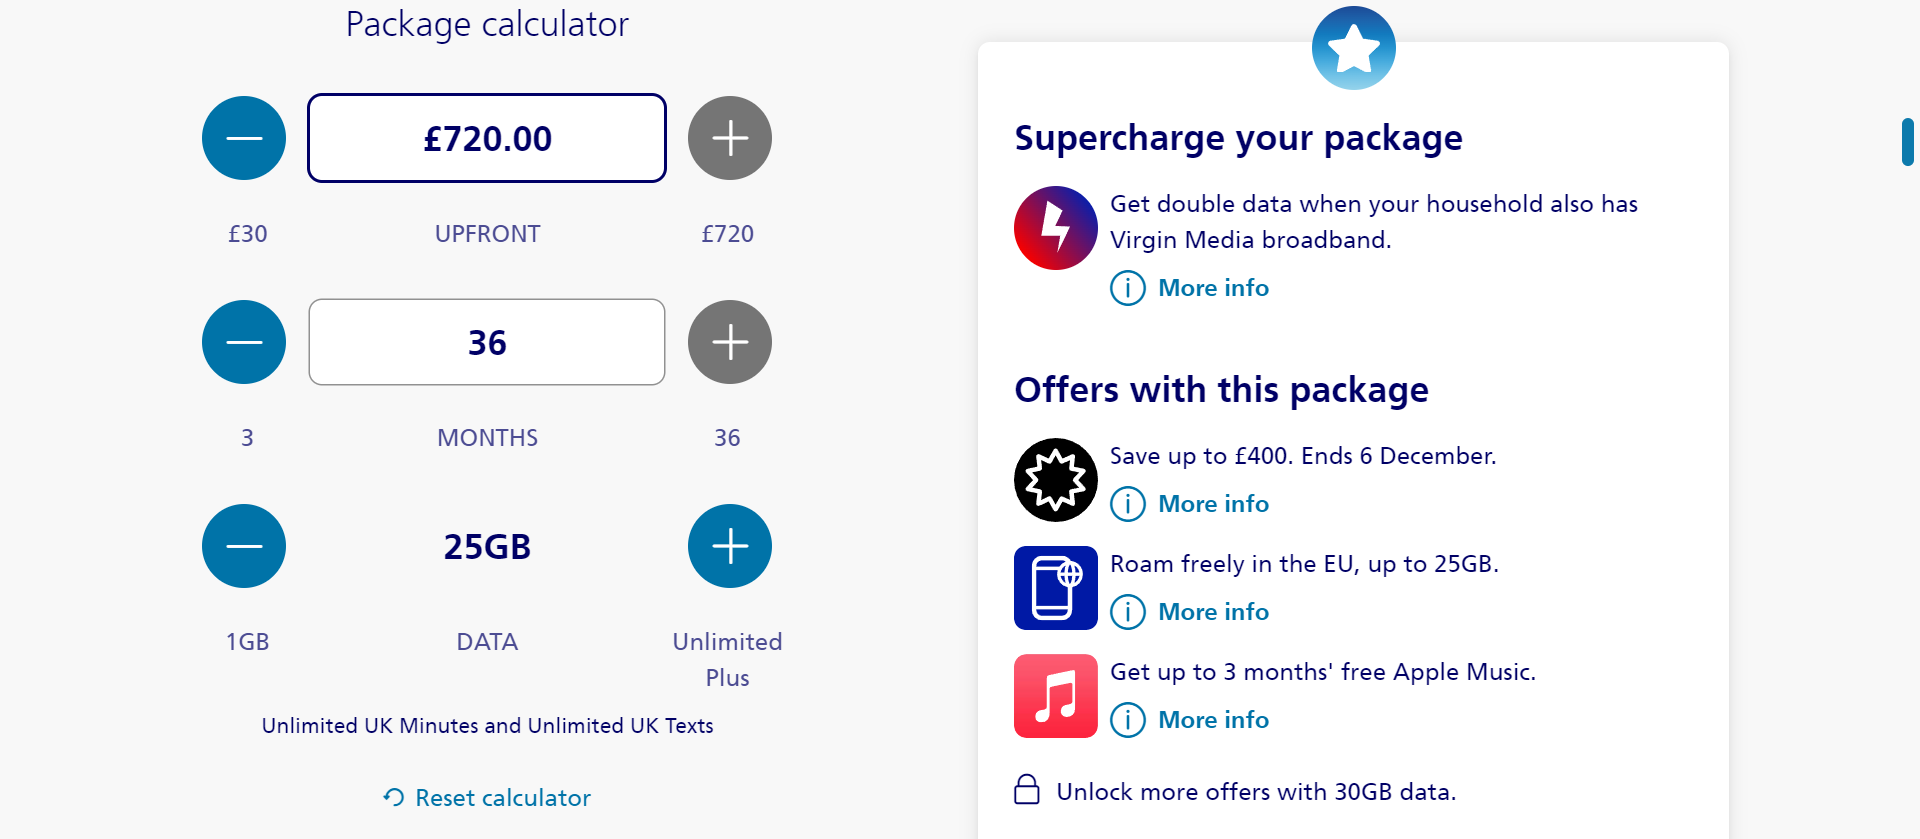 Package calculator
£720.00
£30 UPFRONT £720
36
3 MONTHS 36
25GB
1GB DATA Unlimited
Plus
Unlimited UK Minutes and Unlimited UK Texts
Reset calculator
Supercharge your package
Get double data when your household also has
Virgin Media broadband.
More info
Offers with this package
Save up to £400. Ends 6 December.
More info
Roam freely in the EU, up to 25GB.
More info
Get up to 3 months' free Apple Music.
More info
Unlock more offers with 30GB data.